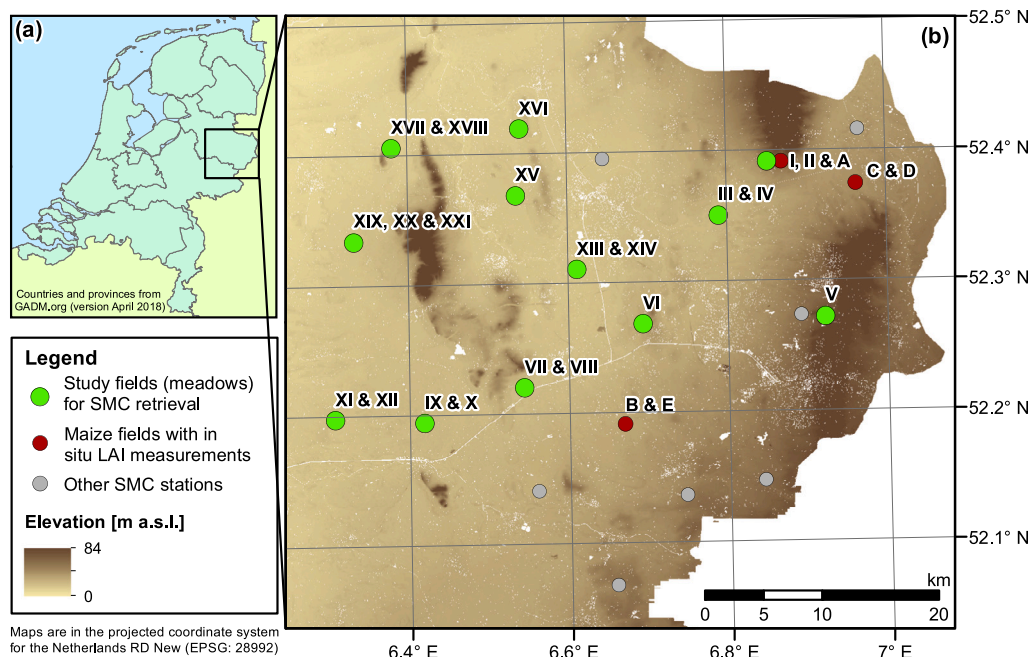 (a)
Countries and provinces from
GADM.org (version April 2018)
Legend
Study fields (meadows)
for SMC retrieval
Maize fields with in
situ LAI measurements
Other SMC stations
Elevation [m a.s.l.]
84
0
Maps are in the projected coordinate system
for the Netherlands RD New (EPSG: 28992)
(b)
XVI
XVII & XVIII
I, II & A
C & D
XV
III & IV
XIX, XX & XXI
XIII & XIV
V
VI
VII & VIII
XI & XII
IX & X
B & E
km
0 5 10 20
52.5° N
52.4° N
52.3° N
52.2° N
52.1° N
6.4° E
6.6° E
6.8° E
7° E